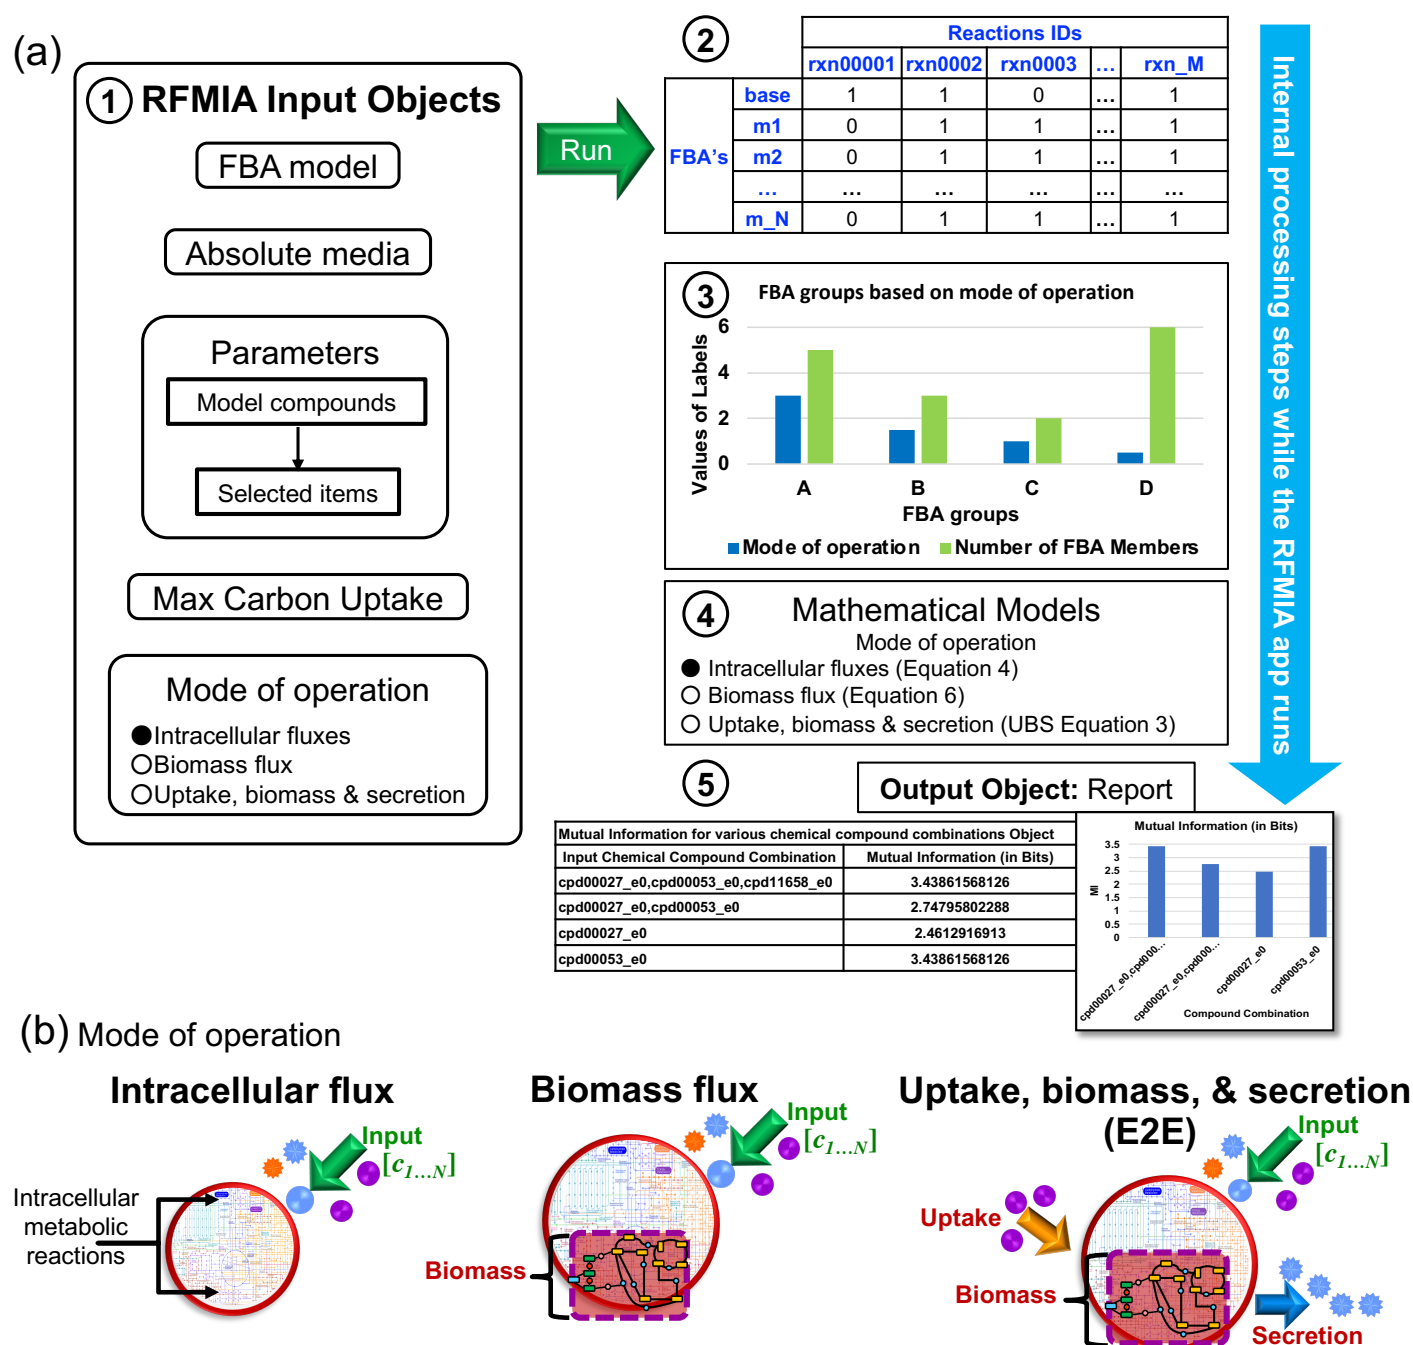 (a)
1 RFMIA Input Objects
FBA model
Absolute media
Parameters
Model compounds
Selected items
Max Carbon Uptake
Mode of operation
Intracellular fluxes
Biomass flux
Uptake, biomass & secretion
Run
2
Reactions IDs
rxn00001 rxn0002 rxn0003 ... rxn_M
FBA's
base 1 1 0 ... 1
m1 0 1 1 ... 1
m2 0 1 1 ... 1
... ... ... ... ... ...
m_N 0 1 1 ... 1
3 FBA groups based on mode of operation
Values of Labels
6
4
2
0
A B C D
FBA groups
Mode of operation Number of FBA Members
4 Mathematical Models
Mode of operation
Intracellular fluxes (Equation 4)
Biomass flux (Equation 6)
Uptake, biomass & secretion (UBS Equation 3)
5
Output Object: Report
Mutual Information for various chemical compound combinations Object
Input Chemical Compound Combination Mutual Information (in Bits)
cpd00027_e0,cpd00053_e0,cpd11658_e0 3.43861568126
cpd00027_e0,cpd00053_e0 2.74795802288
cpd00027_e0 2.4612916913
cpd00053_e0 3.43861568126
Mutual Information (in Bits)
MI
3.5
3
2.5
2
1.5
1
0.5
0
cpd00027_e0,cpd000...
cpd00027_e0,cpd000...
cpd00027_e0
cpd00053_e0
Compound Combination
Internal processing steps while the RFMIA app runs
(b) Mode of operation
Intracellular flux
Input
[c1...N]
Intracellular
metabolic
reactions
Biomass flux
Input
[c1...N]
Biomass
Uptake, biomass, & secretion
(E2E)
Input
[c1...N]
Uptake
Biomass
Secretion